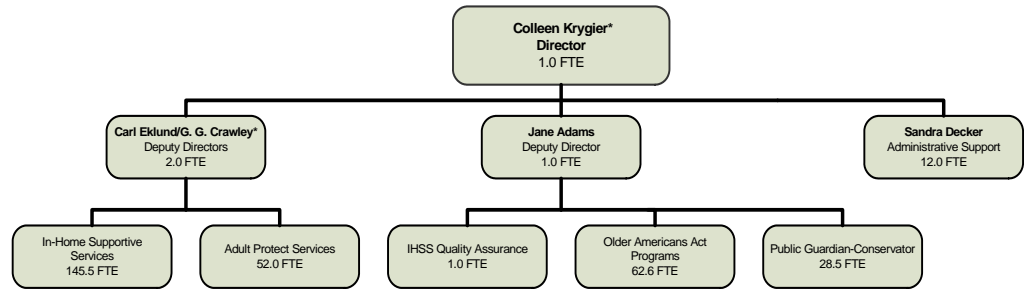 Colleen Krygier*
Director
1.0 FTE
Carl Eklund/G. G. Crawley*
Deputy Directors
2.0 FTE
Jane Adams
Deputy Director
1.0 FTE
Sandra Decker
Administrative Support
12.0 FTE
In-Home Supportive
Services
145.5 FTE
Adult Protect Services
52.0 FTE
IHSS Quality Assurance
1.0 FTE
Older Americans Act
Programs
62.6 FTE
Public Guardian-Conservator
28.5 FTE